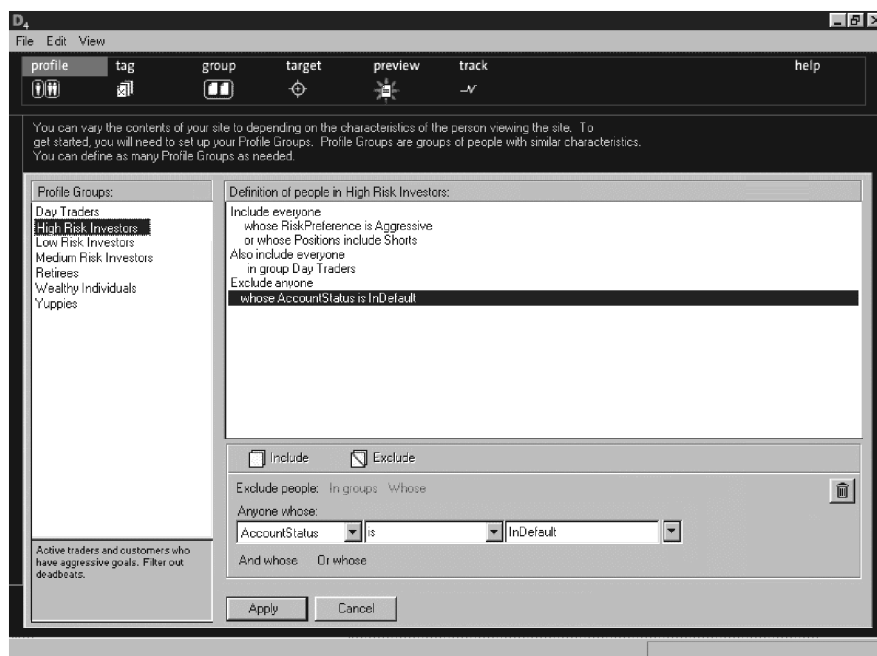 D4
File Edit View
profile tag group target preview track help
You can vary the contents of your site to depending on the characteristics of the person viewing the site. To
get started, you will need to set up your Profile Groups. Profile Groups are groups of people with similar characteristics.
You can define as many Profile Groups as needed.
Profile Groups:
Day Traders
High Risk Investors
Low Risk Investors
Medium Risk Investors
Retirees
Wealthy Individuals
Yuppies
Active traders and customers who
have aggressive goals. Filter out
deadbeats.
Definition of people in High Risk Investors:
Include everyone
whose RiskPreference is Aggressive
or whose Positions include Shorts
Also include everyone
in group Day Traders
Exclude anyone
whose AccountStatus is InDefault
Include Exclude
Exclude people: In groups Whose
Anyone whose:
AccountStatus is InDefault
And whose Or whose
Apply Cancel